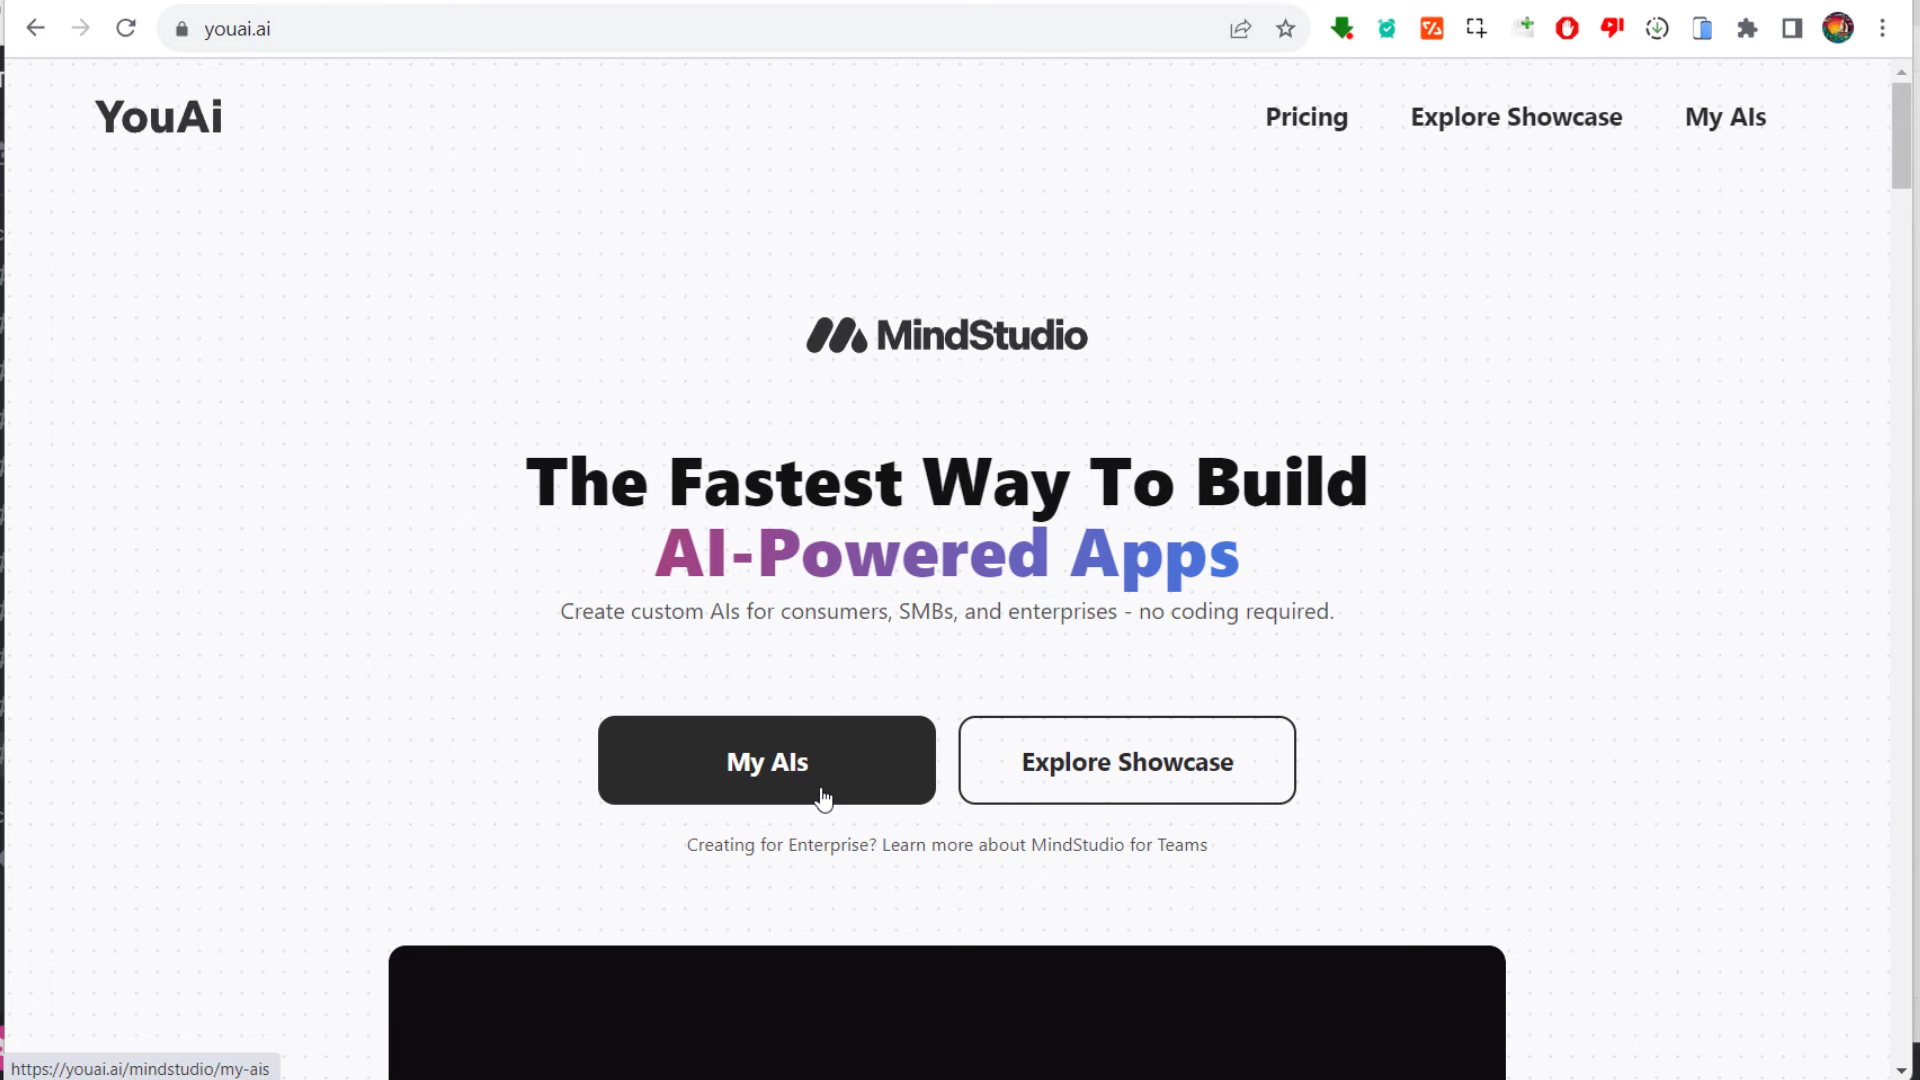 youai.ai
YouAi
Pricing
Explore Showcase
My AIs
MindStudio
The Fastest Way To Build
AI-Powered Apps
Create custom AIs for consumers, SMBs, and enterprises - no coding required.
My AIs
Explore Showcase
Creating for Enterprise? Learn more about MindStudio for Teams
https://youai.ai/mindstudio/my-ais